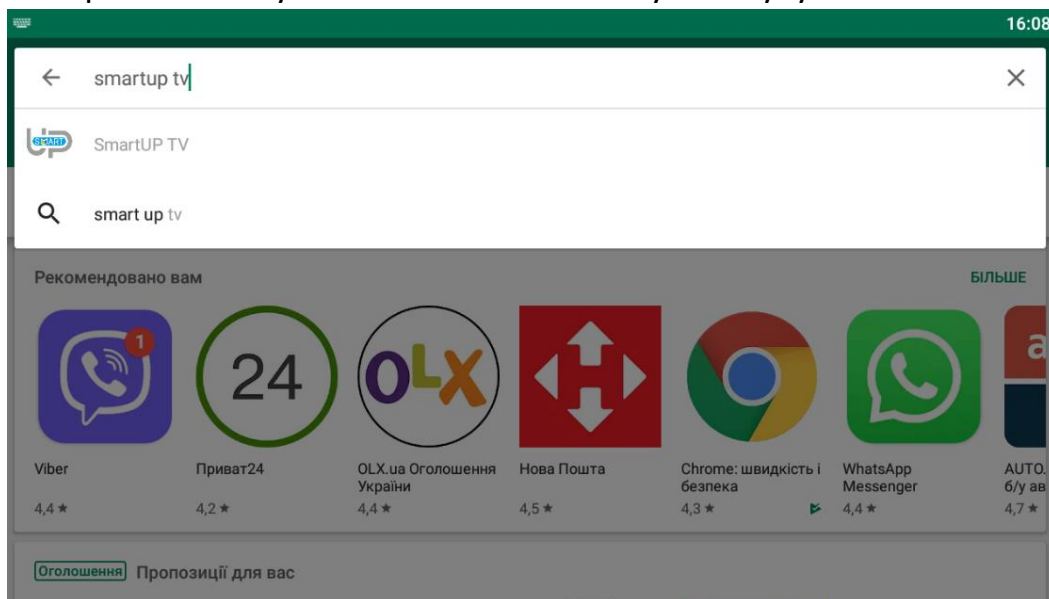 16:08
smartup tv
SMART
UP
SmartUP TV
smart up tv
Рекомендовано вам
БІЛЬШЕ
1
24
OLX
a
Viber
Приват24
OLX.ua Оголошення
України
Нова Пошта
Chrome: швидкість і
безпека
WhatsApp
Messenger
AUTO.
б/у ав
4,4 ★
4,2 ★
4,4 ★
4,5 ★
4,3 ★
4,4 ★
4,7 ★
Оголошення Пропозиції для вас